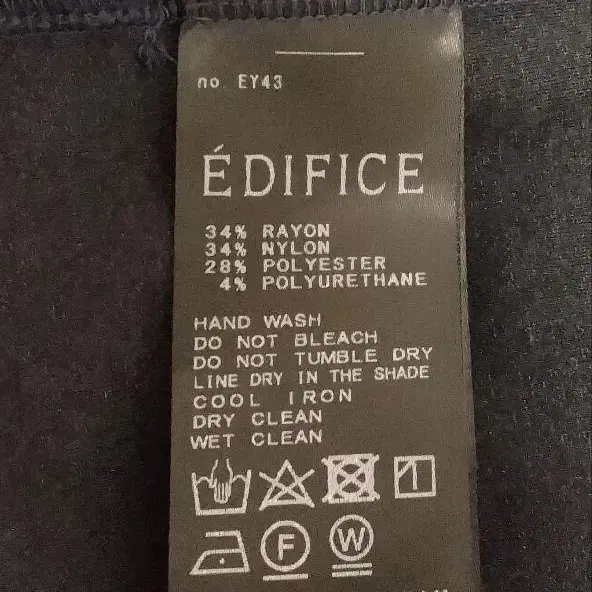 no. EY43
ÉDIFICE
34% RAYON
34% NYLON
28% POLYESTER
4% POLYURETHANE
HAND WASH
DO NOT BLEACH
DO NOT TUMBLE DRY
LINE DRY IN THE SHADE
COOL IRON
DRY CLEAN
WET CLEAN
F W